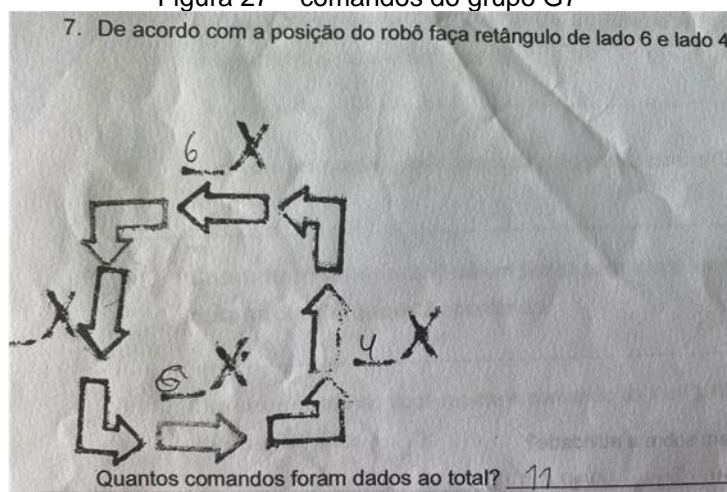 Figura 27 – comandos do grupo G7
7. De acordo com a posição do robô faça retângulo de lado 6 e lado 4
6 X
X
4 X
6 X
Quantos comandos foram dados ao total? 11